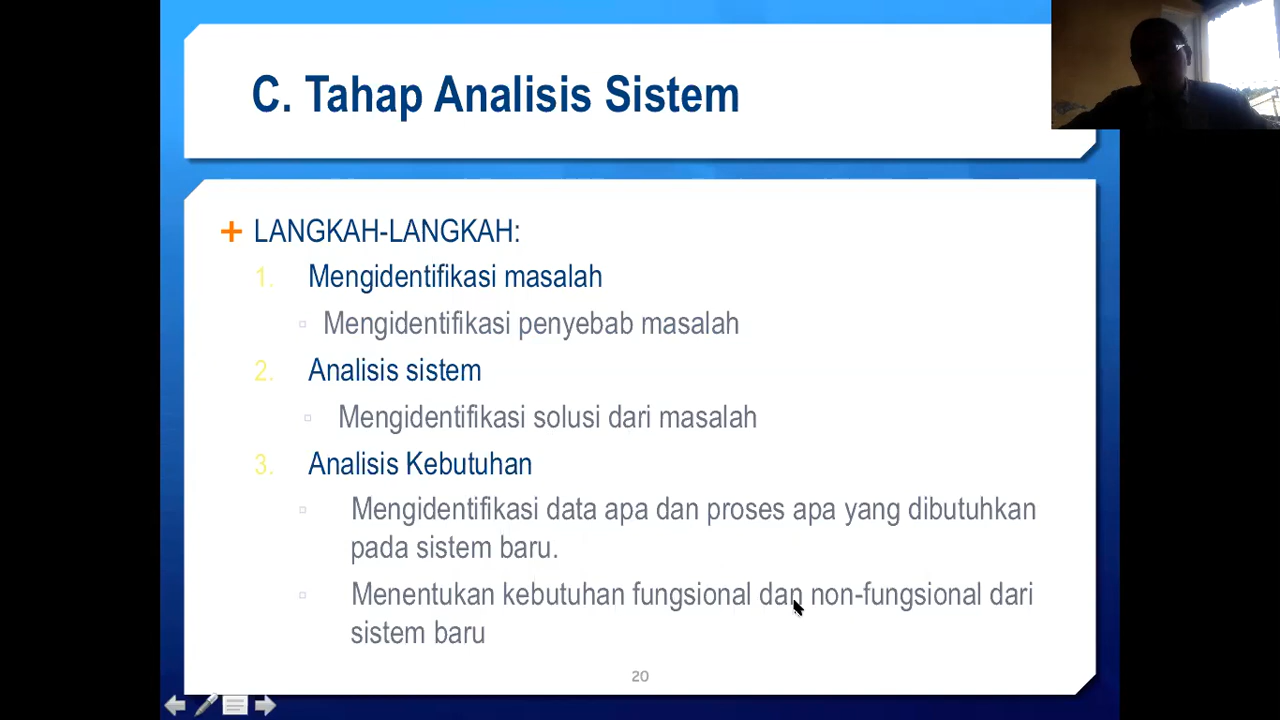 C. Tahap Analisis Sistem
LANGKAH-LANGKAH:
1. Mengidentifikasi masalah
Mengidentifikasi penyebab masalah
2. Analisis sistem
Mengidentifikasi solusi dari masalah
3. Analisis Kebutuhan
Mengidentifikasi data apa dan proses apa yang dibutuhkan
pada sistem baru.
Menentukan kebutuhan fungsional dan non-fungsional dari
sistem baru
20